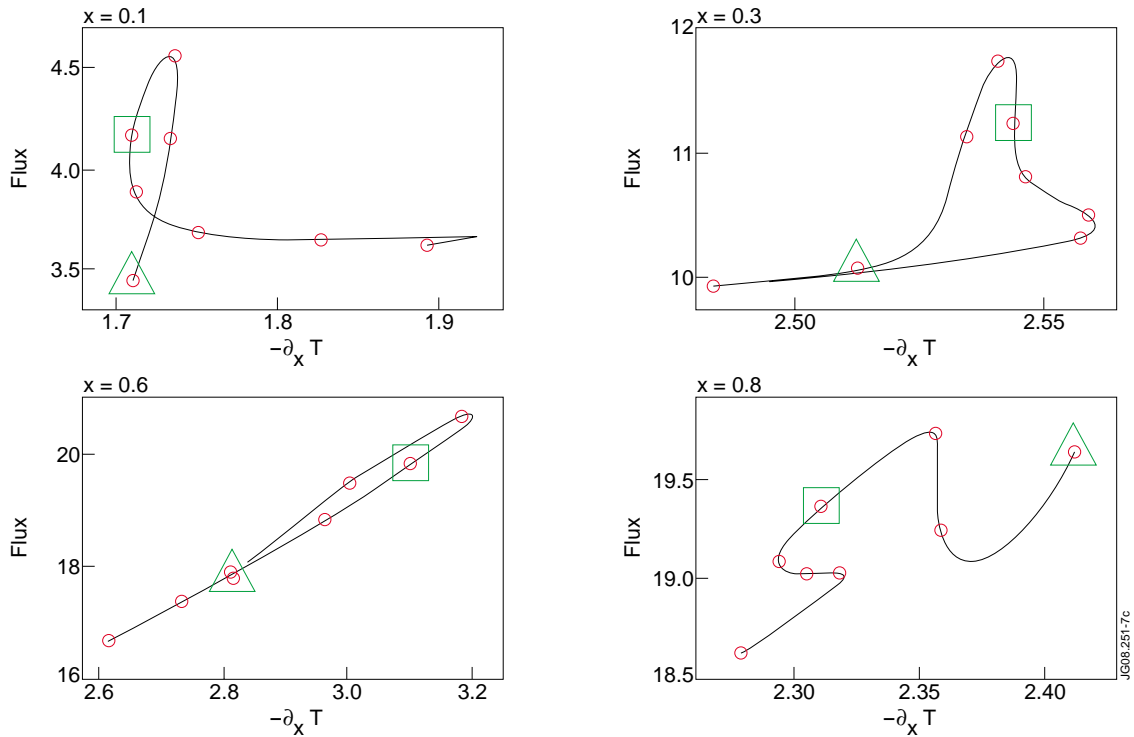 x = 0.1
4.5
4.0
3.5
Flux
1.7
1.8
1.9
−∂x T
x = 0.3
12
11
10
Flux
2.50
2.55
−∂x T
x = 0.6
20
18
16
Flux
2.6
2.8
3.0
3.2
−∂x T
x = 0.8
19.5
19.0
18.5
Flux
2.30
2.35
2.40
−∂x T
JG08.251-7c